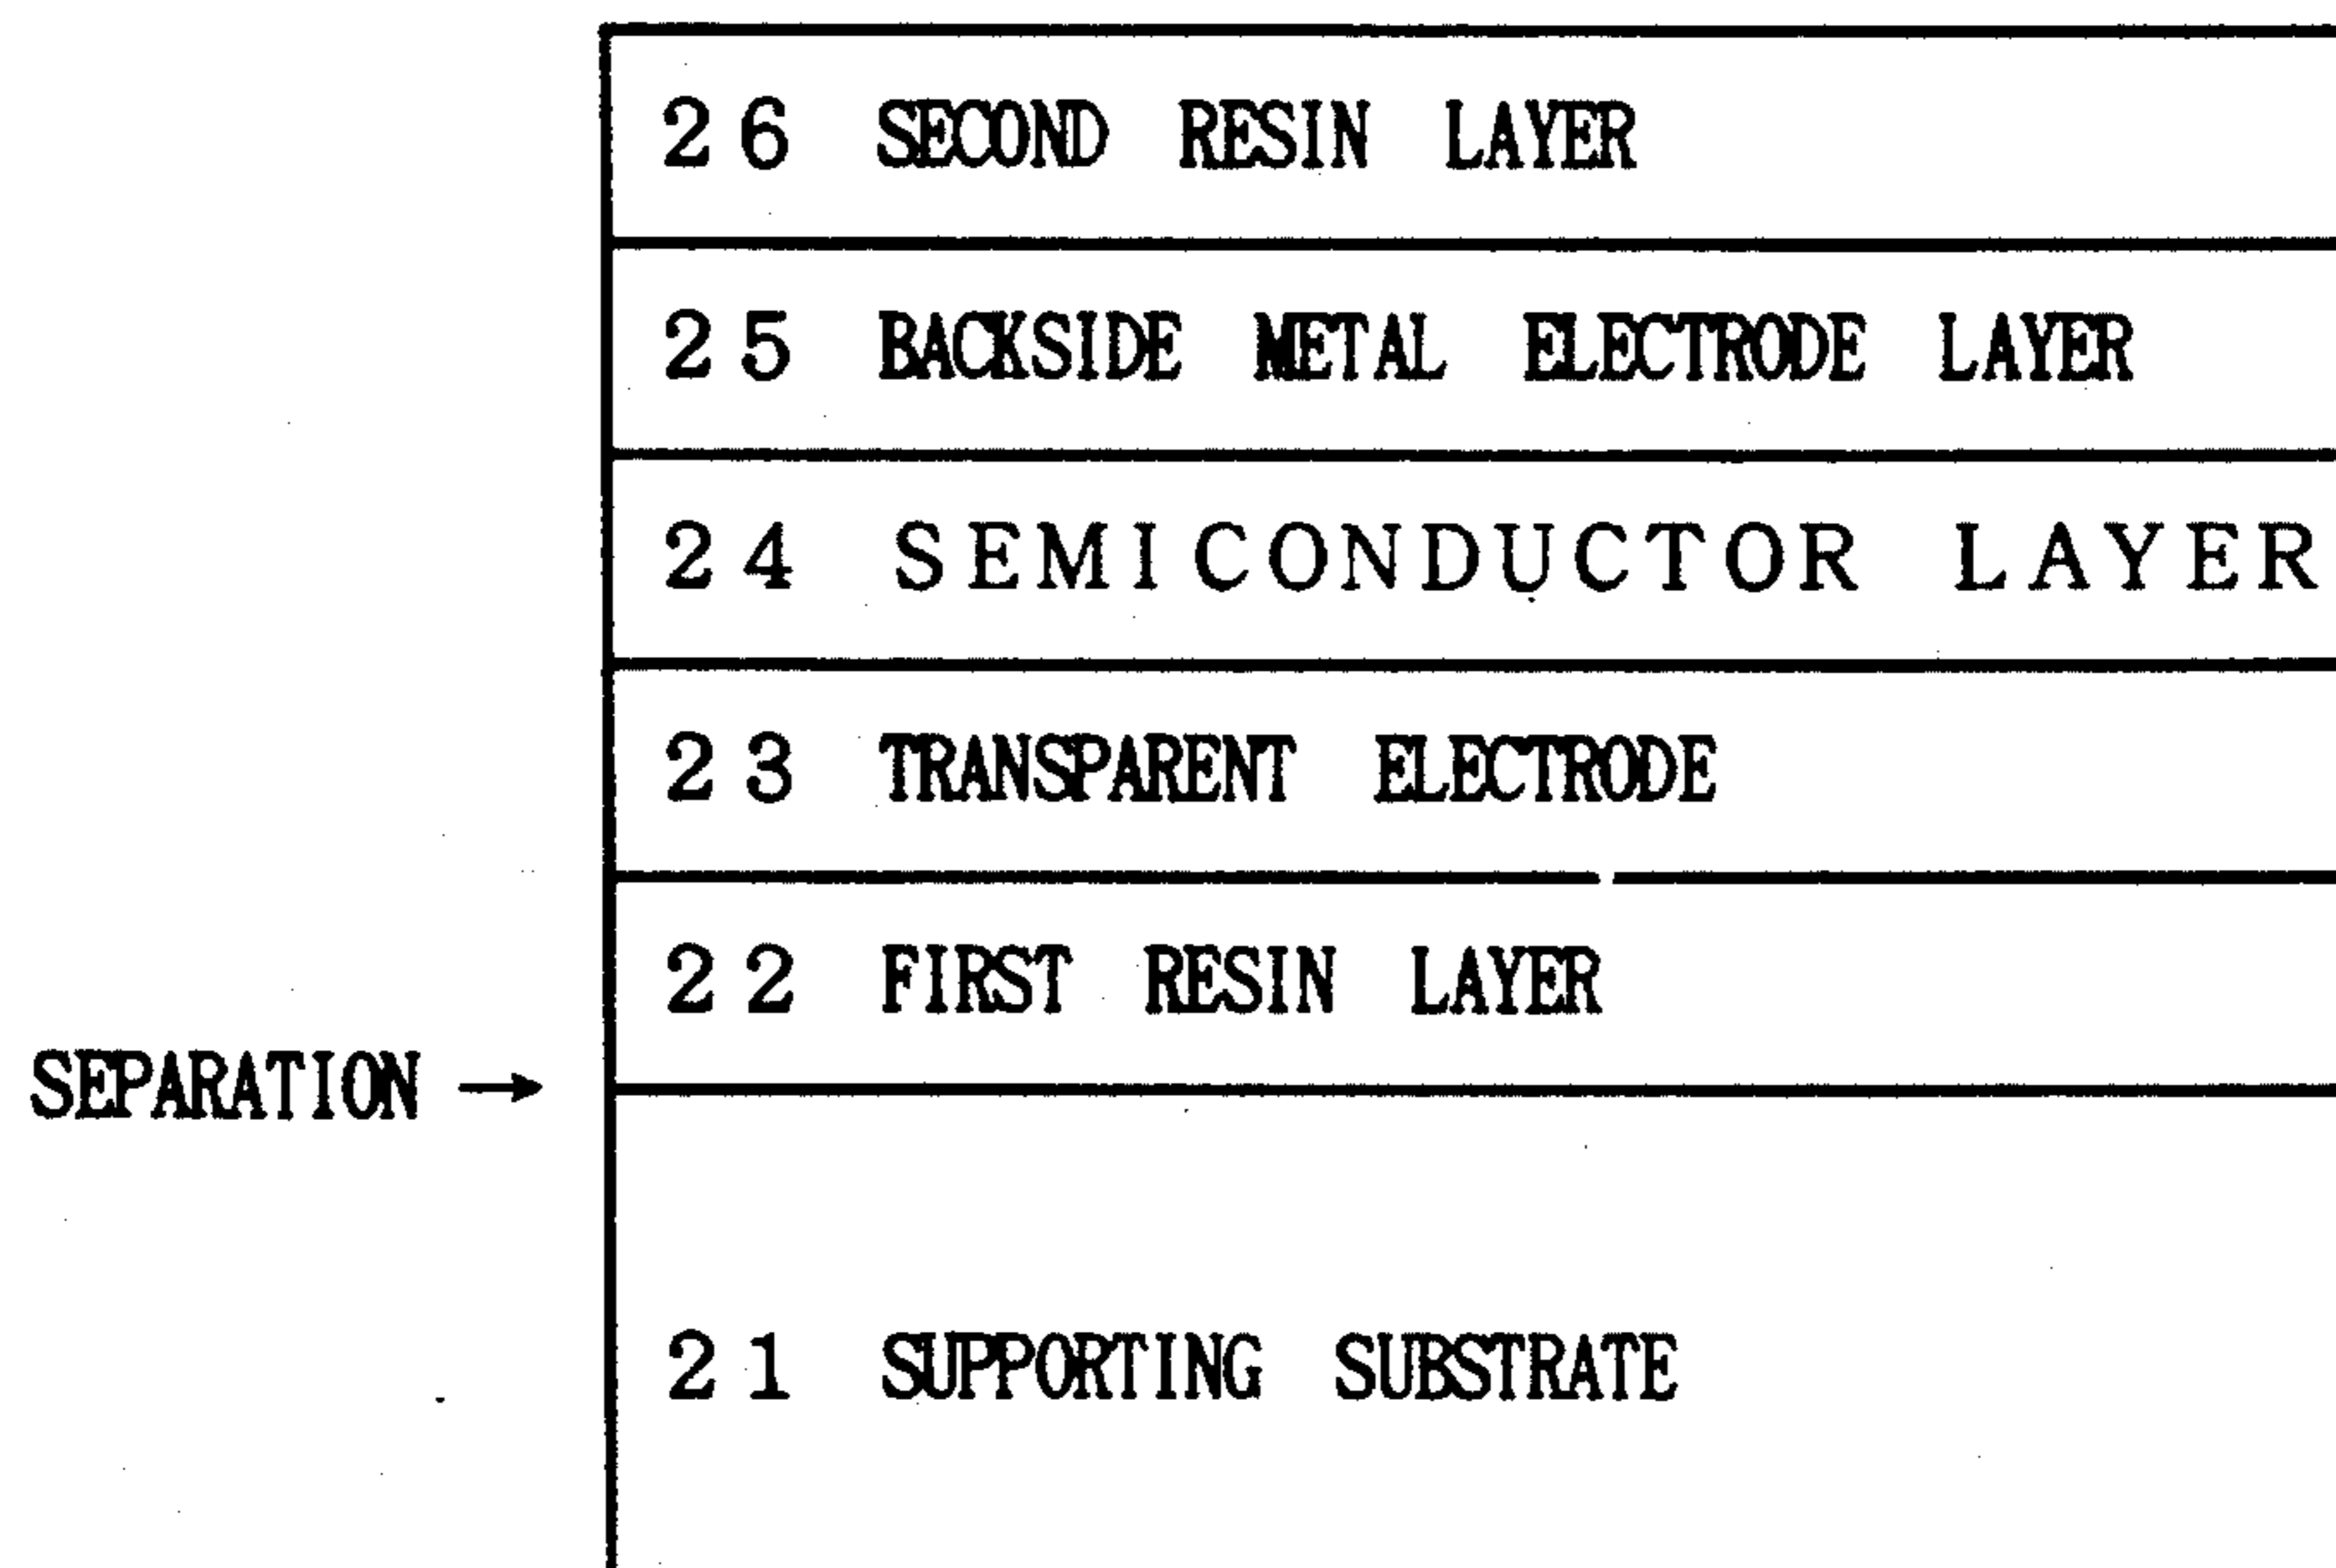 26 SECOND RESIN LAYER
25 BACKSIDE METAL ELECTRODE LAYER
24 SEMICONDUCTOR LAYER
23 TRANSPARENT ELECTRODE
22 FIRST RESIN LAYER
SEPARATION →
21 SUPPORTING SUBSTRATE